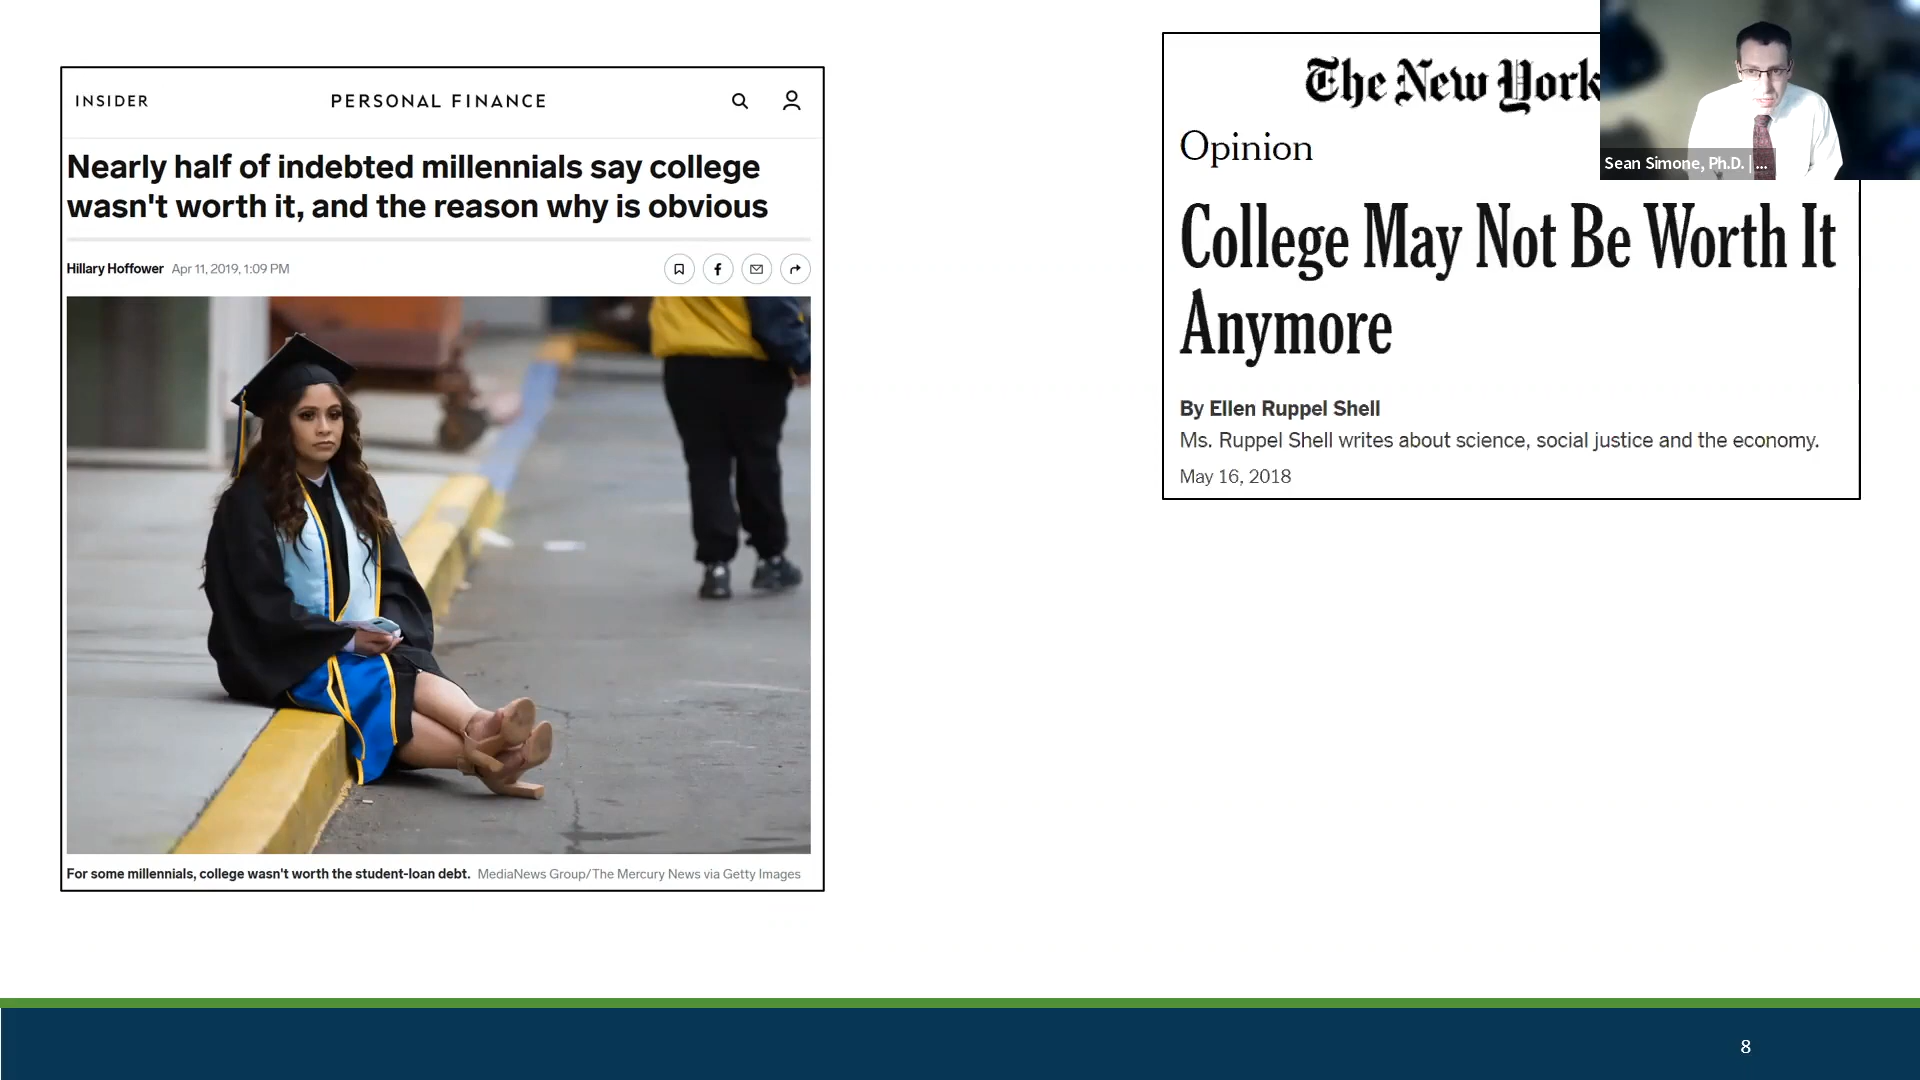 INSIDER
PERSONAL FINANCE
Nearly half of indebted millennials say college
wasn't worth it, and the reason why is obvious
Hillary Hoffower Apr 11, 2019, 1:09 PM
For some millennials, college wasn't worth the student-loan debt. MediaNews Group/The Mercury News via Getty Images
The New York
Opinion
College May Not Be Worth It
Anymore
By Ellen Ruppel Shell
Ms. Ruppel Shell writes about science, social justice and the economy.
May 16, 2018
Sean Simone, Ph.D. | ...
8